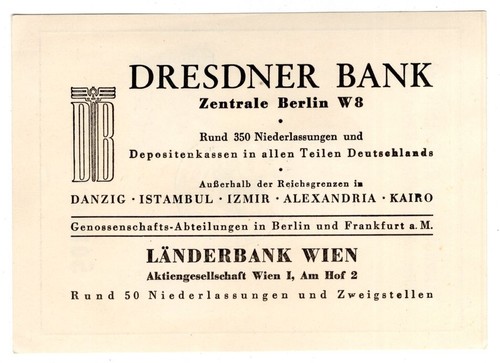 DRESDNER BANK
Zentrale Berlin W8
Rund 350 Niederlassungen und
Depositenkassen in allen Teilen Deutschlands
Außerhalb der Reichsgrenzen in
DANZIG · ISTAMBUL · IZMIR · ALEXANDRIA · KAIRO
Genossenschafts-Abteilungen in Berlin und Frankfurt a. M.
LÄNDERBANK WIEN
Aktiengesellschaft Wien I, Am Hof 2
Rund 50 Niederlassungen und Zweigstellen
DB